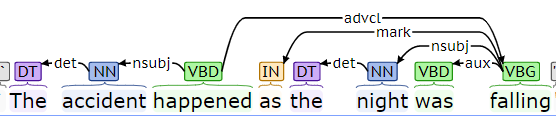 advcl
mark
nsubj
det nsubj det aux
DT NN VBD IN DT NN VBD VBG
The accident happened as the night was falling